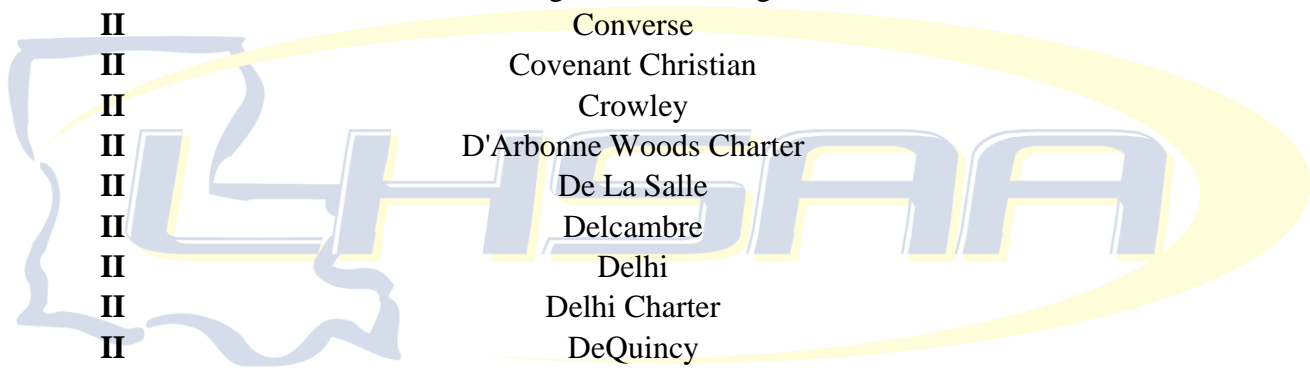 II Converse
II Covenant Christian
II Crowley
II D'Arbonne Woods Charter
II De La Salle
II Delcambre
II Delhi
II Delhi Charter
II DeQuincy
LHSAA